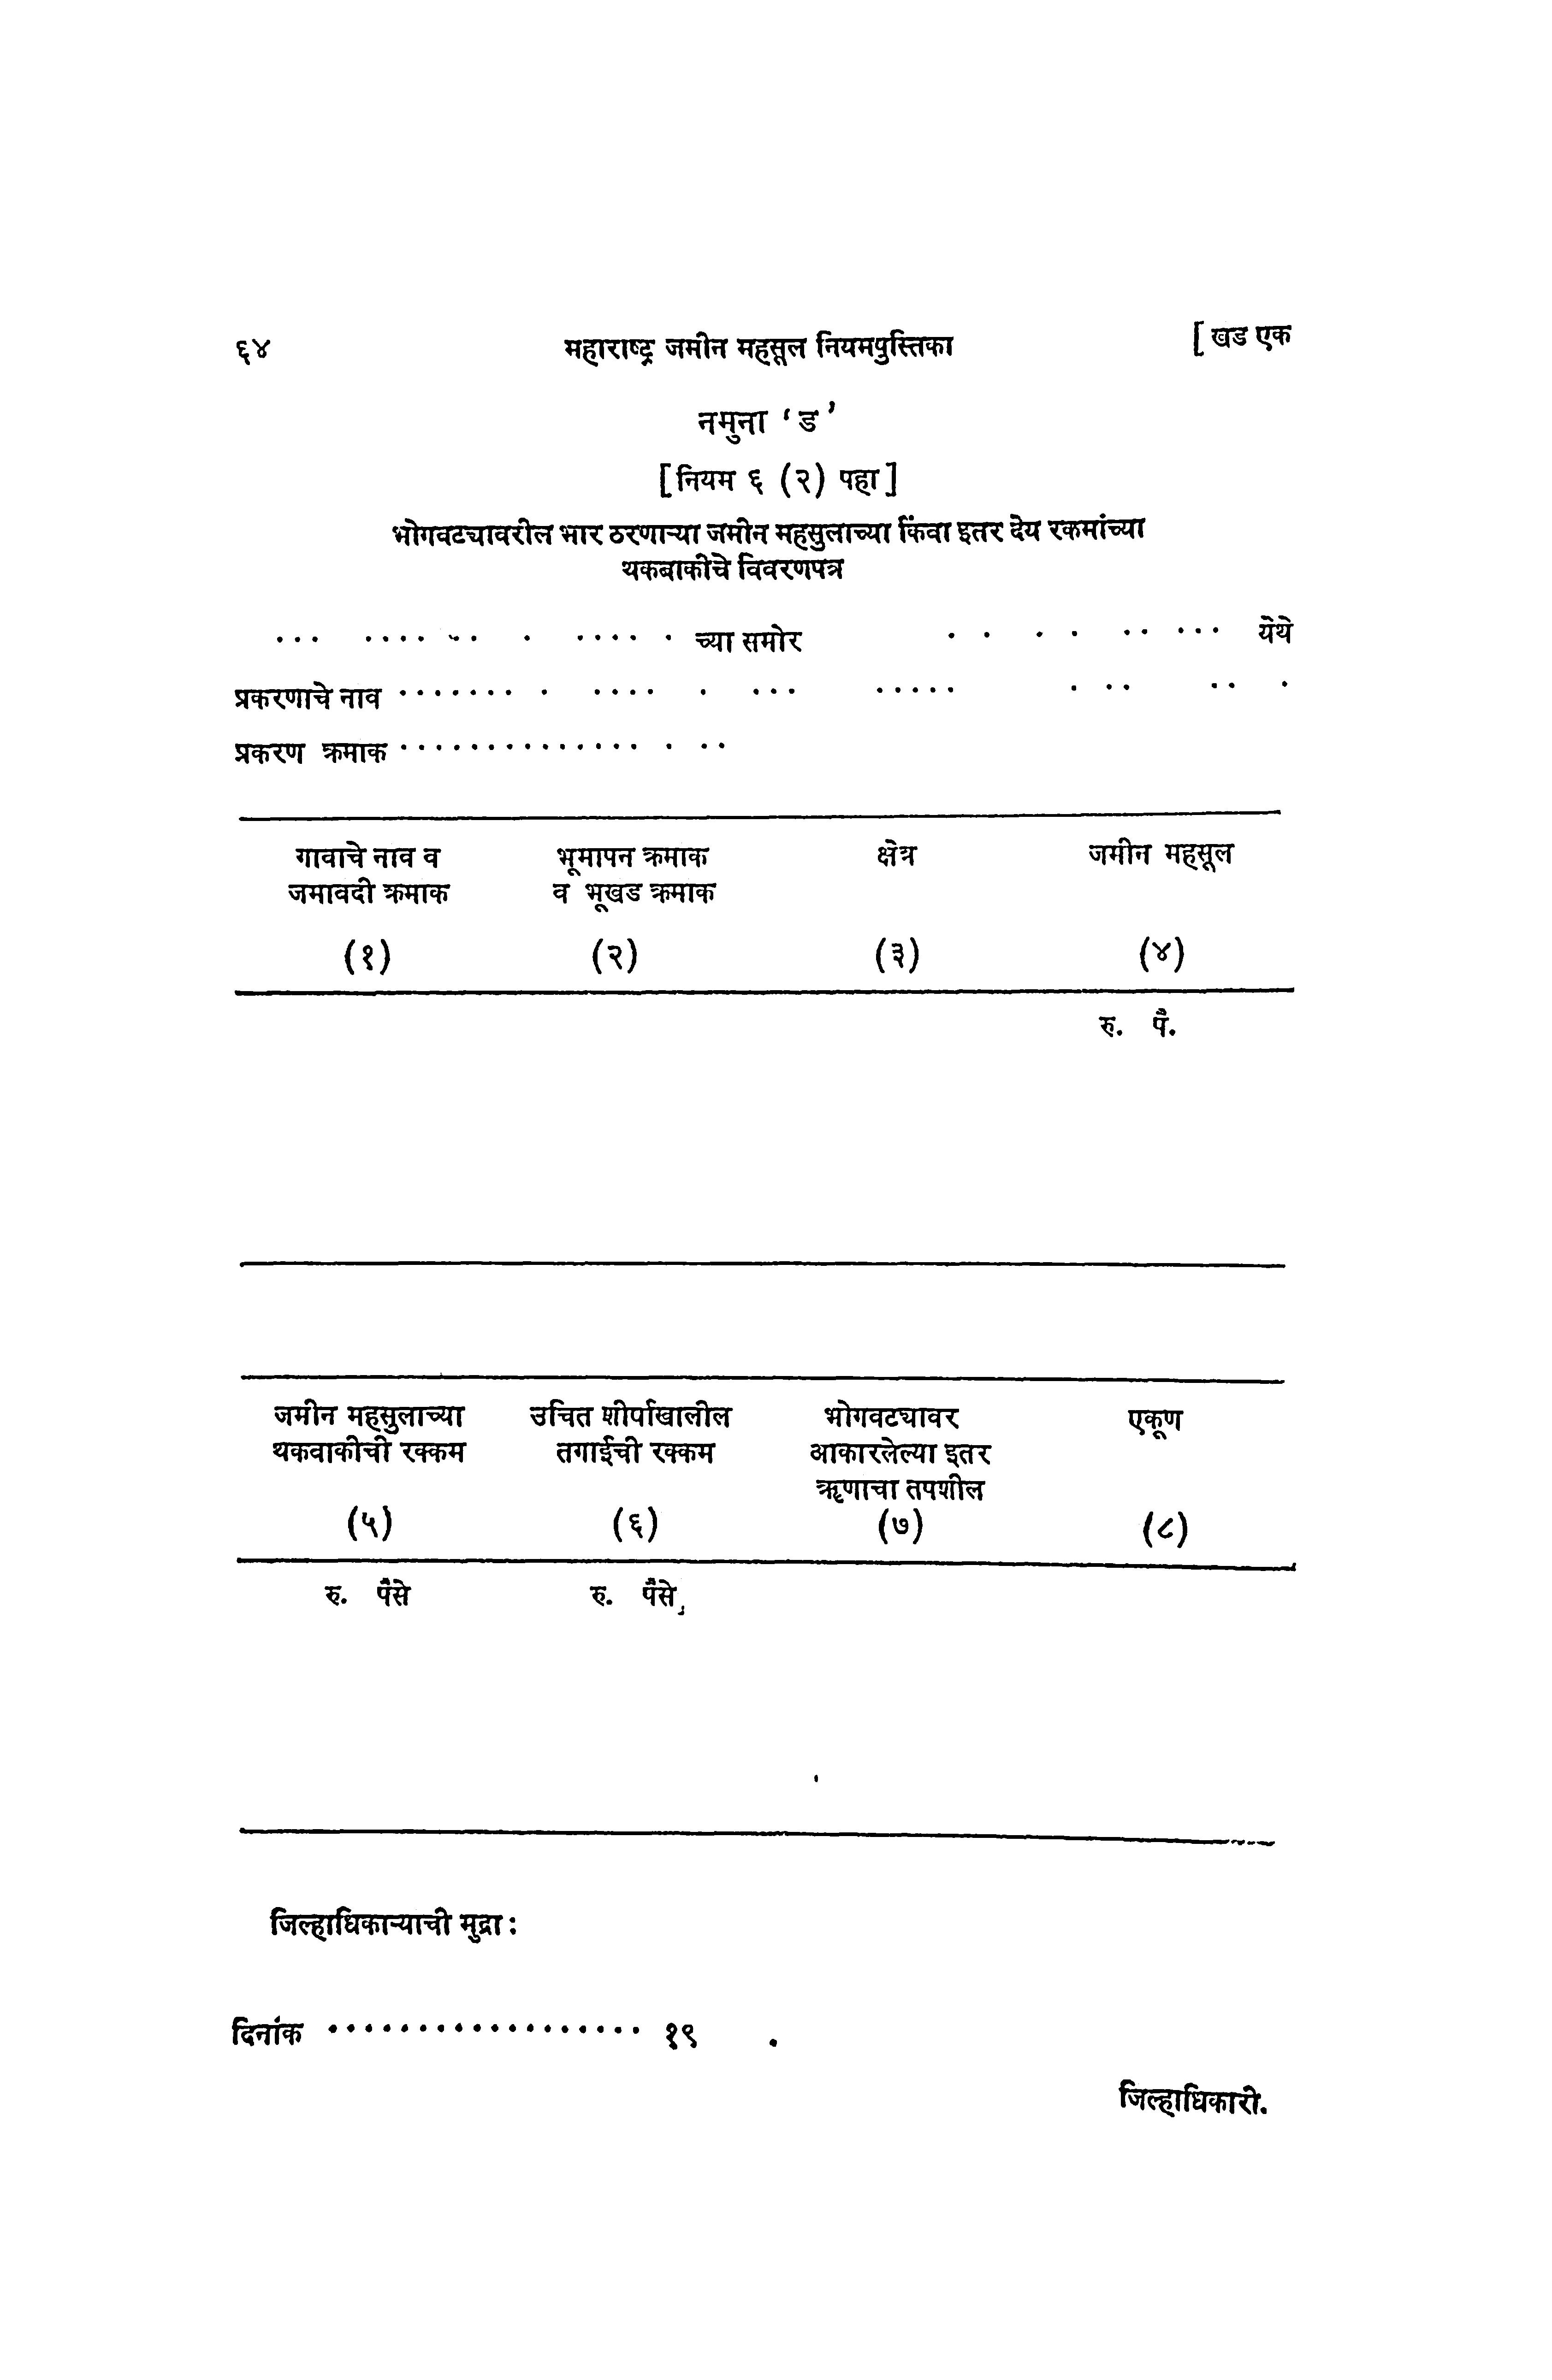 ६४ महाराष्ट्र जमीन महसूल नियमपुस्तिका [ खड एक
नमुना ‘ ड ’
[ नियम ६ (२) पहा ]
भोगवट्यावरील भार ठरणाऱ्या जमीन महसुलाच्या किंवा इतर देय रकमांच्या
थकबाकीचे विवरणपत्र
... .... ... . .... . च्या समोर . . . . .. ... येथे
प्रकरणाचे नाव ....... . .... . ... ..... . .. .. .
प्रकरण क्रमाक .............. . ..
गावाचे नाव व भूमापन क्रमाक क्षेत्र जमीन महसूल
जमावदी क्रमाक व भूखड क्रमाक
(१) (२) (३) (४)
रु. पै.
जमीन महसुलाच्या उचित शीर्पाखालील भोगवट्यावर एकूण
थकवाकीची रक्कम तगाईची रक्कम आकारलेल्या इतर
ऋणाचा तपशील
(५) (६) (७) (८)
रु. पैसे रु. पैसे
जिल्हाधिकाऱ्याची मुद्रा :
दिनांक .................. १९ .
जिल्हाधिकारी.